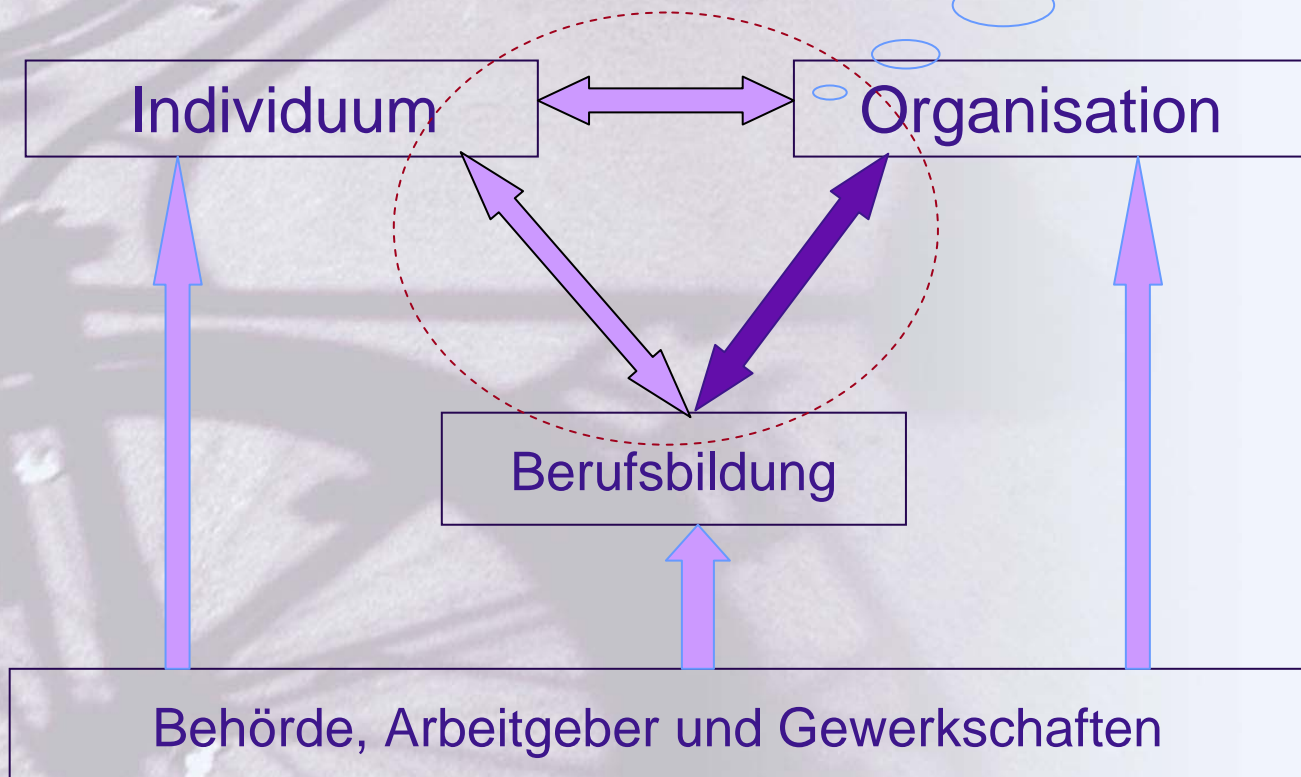 Individuum
Organisation
Berufsbildung
Behörde, Arbeitgeber und Gewerkschaften